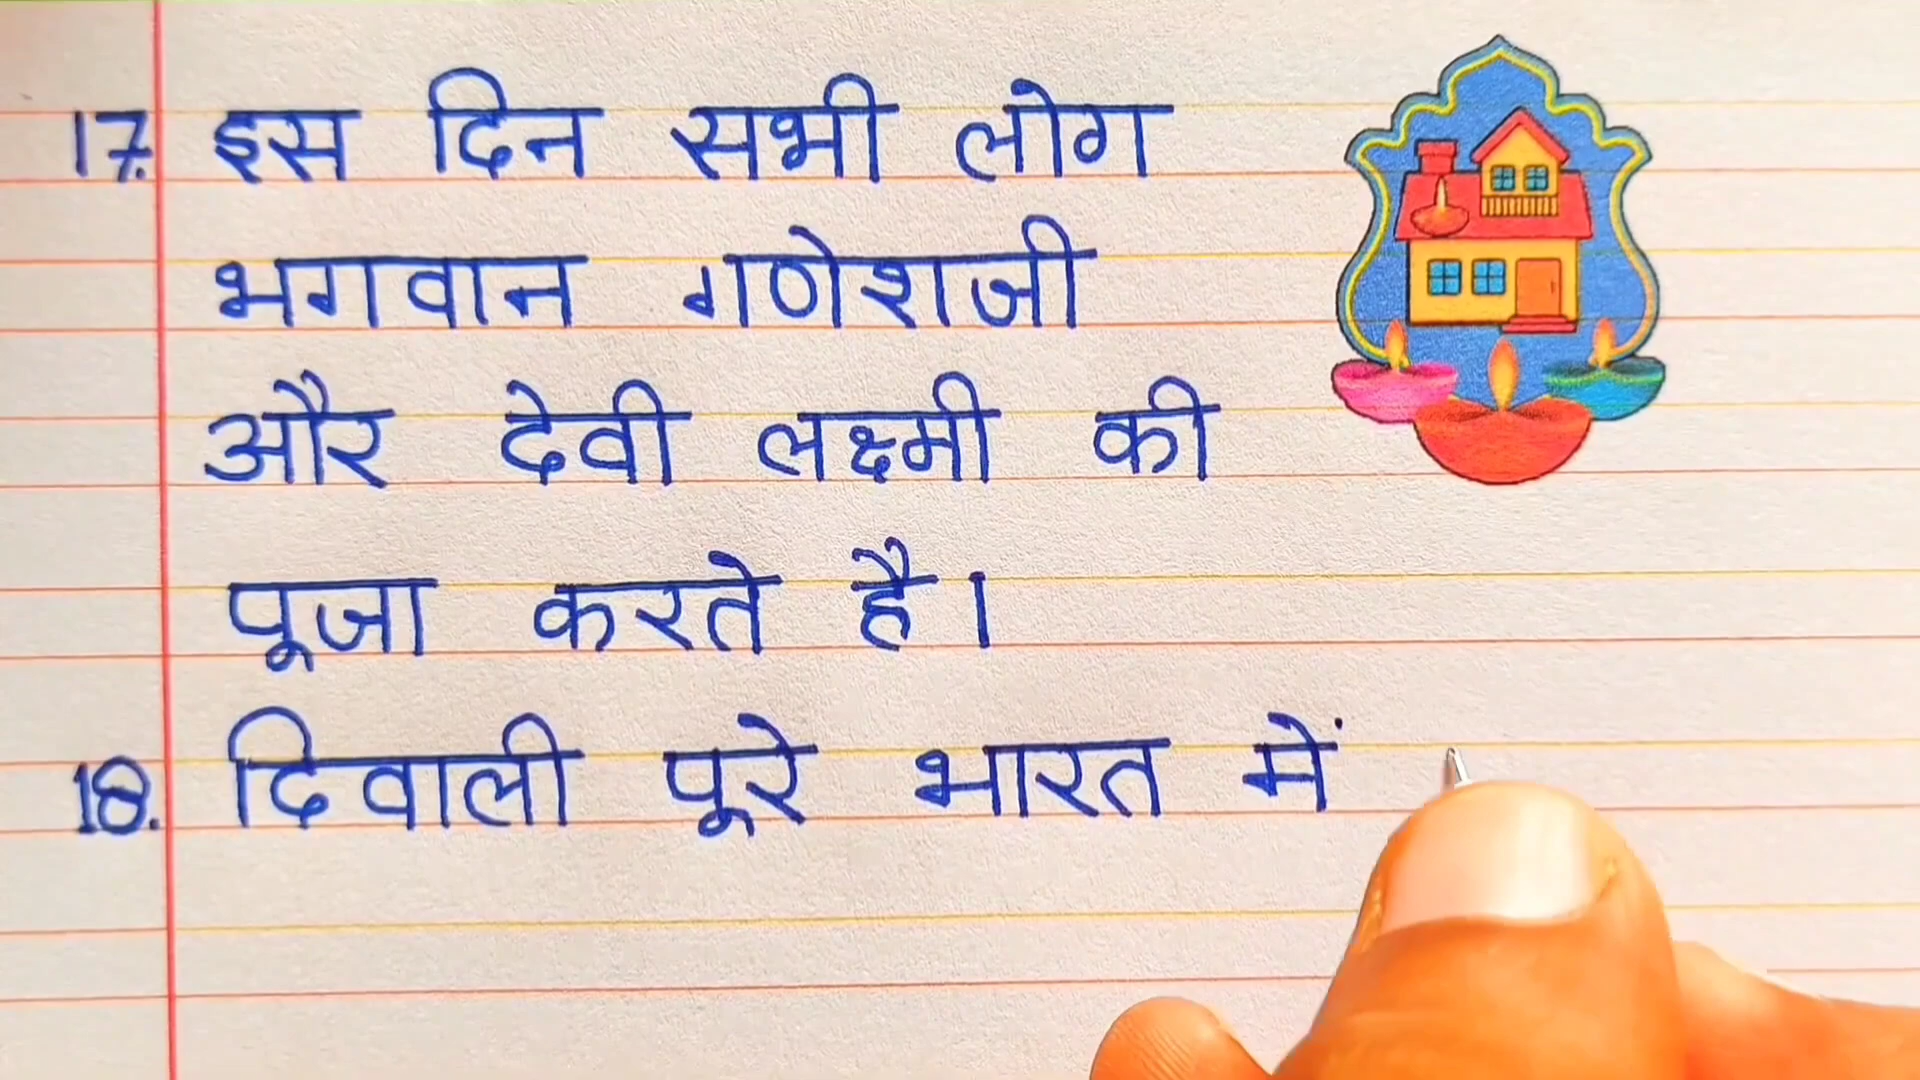 17. इस दिन सभी लोग
भगवान गणेशजी
और देवी लक्ष्मी की
पूजा करते है।
18. दिवाली पूरे भारत में